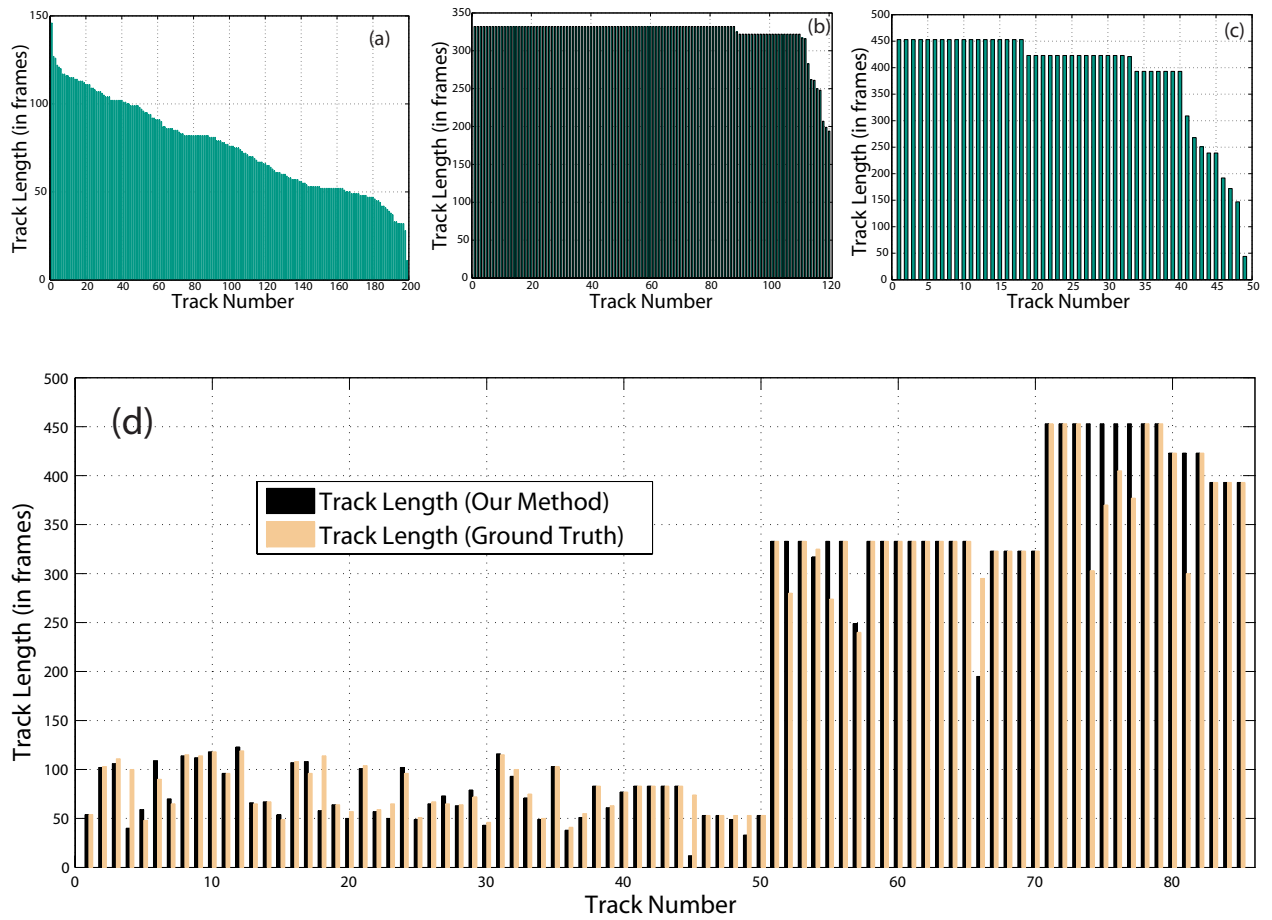 (a)
Track Length (in frames)
150
100
50
0
0 20 40 60 80 100 120 140 160 180 200
Track Number
(b)
Track Length (in frames)
350
300
250
200
150
100
50
0
0 20 40 60 80 100 120
Track Number
(c)
Track Length (in frames)
500
450
400
350
300
250
200
150
100
50
0
0 5 10 15 20 25 30 35 40 45 50
Track Number
(d)
Track Length (in frames)
500
450
400
350
300
250
200
150
100
50
0
Track Length (Our Method)
Track Length (Ground Truth)
0 10 20 30 40 50 60 70 80
Track Number